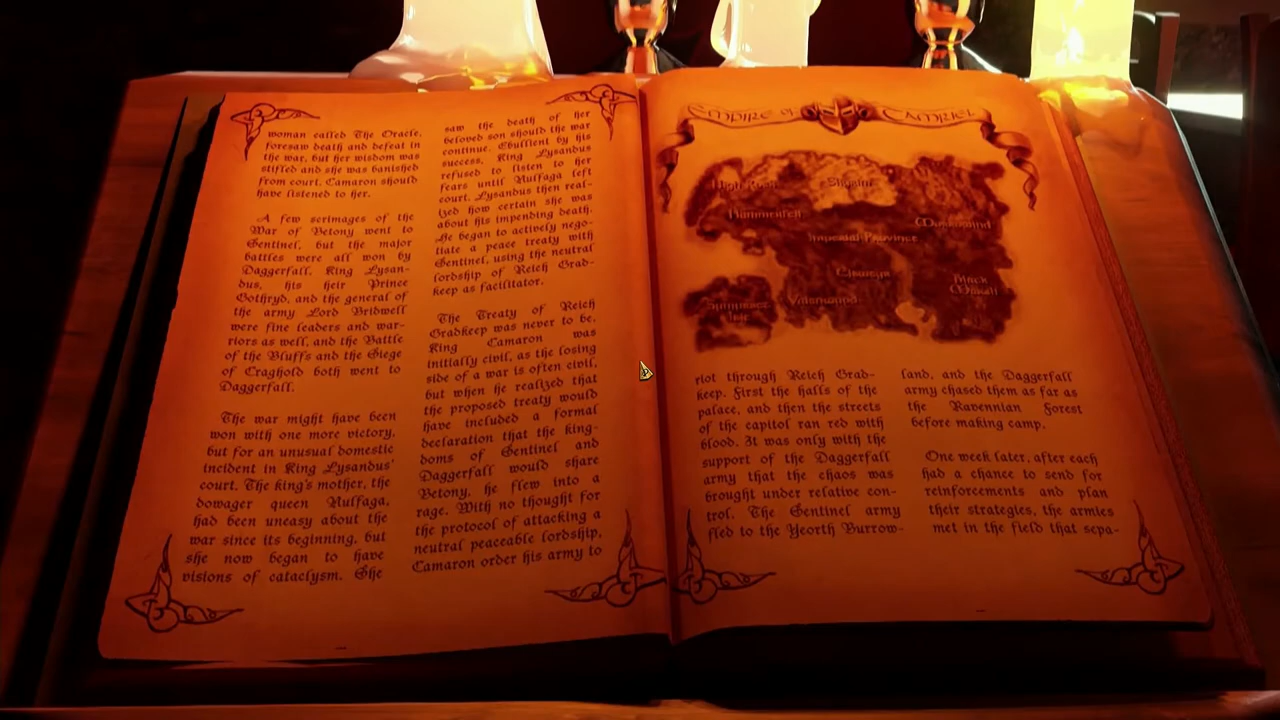 woman called The Oracle,
foresaw death and defeat in
the war, but her wisdom was
stifled and she was banished
from court. Camaron should
have listened to her.
A few scrimages of the
War of Betony went to
Sentinel, but the major
battles were all won by
Daggerfall. King Lysan-
dus, his heir Prince
Gothryd, and the general of
the army Lord Bridwell
were fine leaders and war-
riors as well, and the Battle
of the Bluffs and the Siege
of Craghold both went to
Daggerfall.
The war might have been
won with one more victory,
but for an unusual domestic
incident in King Lysandus'
court. The king's mother, the
dowager queen Nulfaga,
had been uneasy about the
war since its beginning, but
she now began to have
visions of cataclysm. She
saw the death of her
beloved son should the war
continue. Ebullient by his
success, King Lysandus
refused to listen to her
fears until Nulfaga left
court. Lysandus then real-
ized how certain she was
about his impending death.
He began to actively nego-
tiate a peace treaty with
Sentinel, using the neutral
lordship of Reich Grad-
keep as facilitator.
The Treaty of Reich
Gradkeep was never to be.
King Camaron was
initially civil, as the losing
side of a war is often civil,
but when he realized that
the proposed treaty would
have included a formal
declaration that the king-
doms of Sentinel and
Daggerfall would share
Betony, he flew into a
rage. With no thought for
the protocol of attacking a
neutral peaceable lordship,
Camaron order his army to
EMPIRE OF TAMRIEL
High Rock
Skyrim
Hammerfell
Morrowind
Imperial Province
Elsweyr
Black
Marsh
Summerset
Isle
Valenwood
riot through Reich Grad-
keep. First the halls of the
palace, and then the streets
of the capitol ran red with
blood. It was only with the
support of the Daggerfall
army that the chaos was
brought under relative con-
trol. The Sentinel army
fled to the Yeorth Burrow-
land, and the Daggerfall
army chased them as far as
the Ravennian Forest
before making camp.
One week later, after each
had a chance to send for
reinforcements and plan
their strategies, the armies
met in the field that sepa-